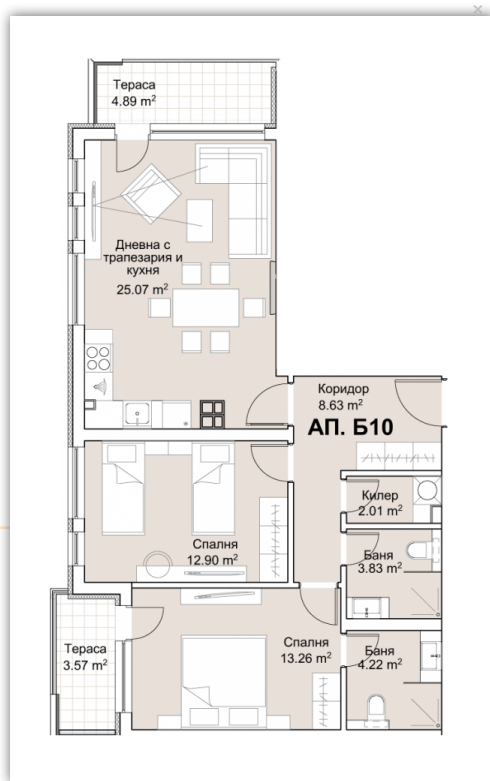 Тераса
4.89 m²
Дневна с
трапезария и
кухня
25.07 m²
Коридор
8.63 m²
АП. Б10
Килер
2.01 m²
Спалня
12.90 m²
Баня
3.83 m²
Тераса
3.57 m²
Спалня
13.26 m²
Баня
4.22 m²